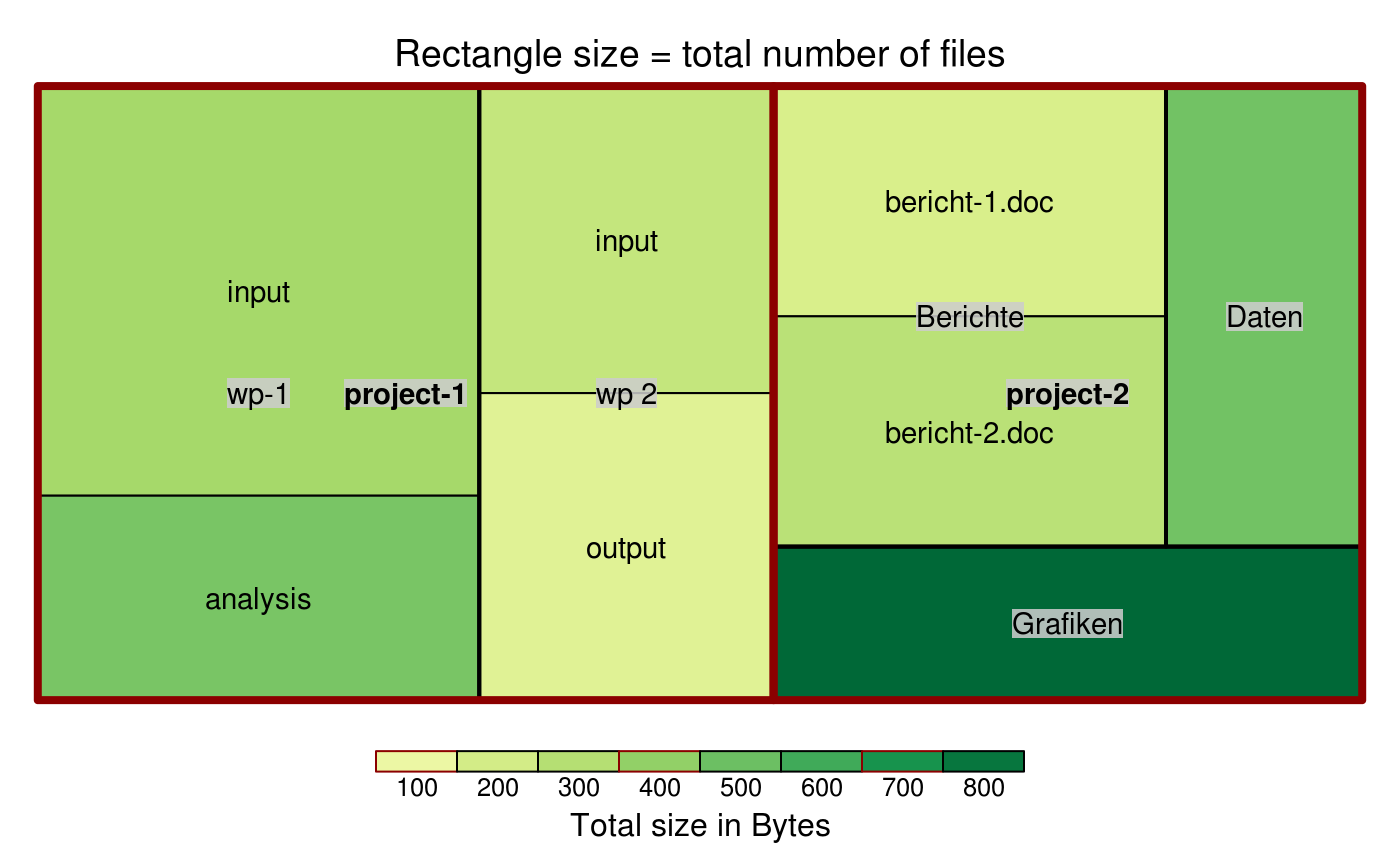 Rectangle size = total number of files
bericht-1.doc
input
input
Berichte
Daten
wp-1
project-1
wp 2
project-2
bericht-2.doc
output
analysis
Grafiken
100 200 300 400 500 600 700 800
Total size in Bytes